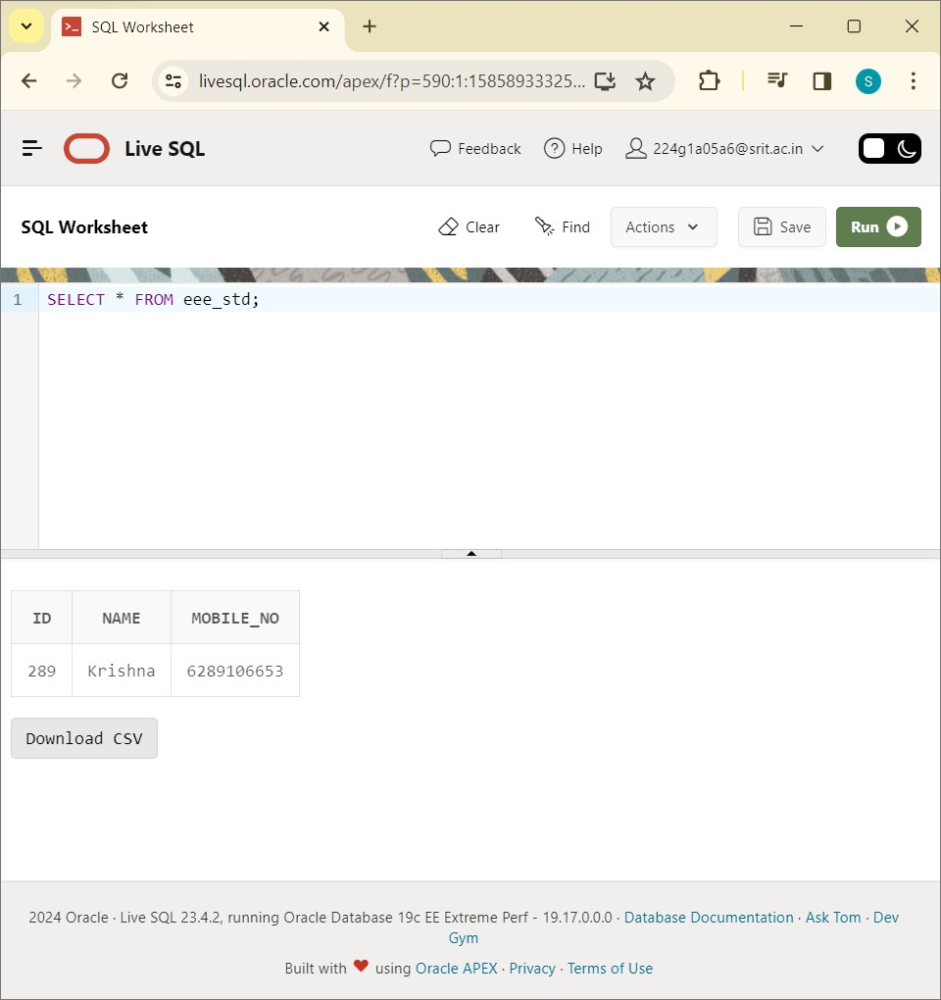 SQL Worksheet
livesql.oracle.com/apex/f?p=590:1:15858933325...
S
Live SQL
Feedback
? Help
224g1a05a6@srit.ac.in
SQL Worksheet
Clear
Find
Actions
Save
Run
1 SELECT * FROM eee_std;
ID NAME MOBILE_NO
289 Krishna 6289106653
Download CSV
2024 Oracle · Live SQL 23.4.2, running Oracle Database 19c EE Extreme Perf - 19.17.0.0.0 · Database Documentation · Ask Tom · Dev
Gym
Built with ❤ using Oracle APEX · Privacy · Terms of Use